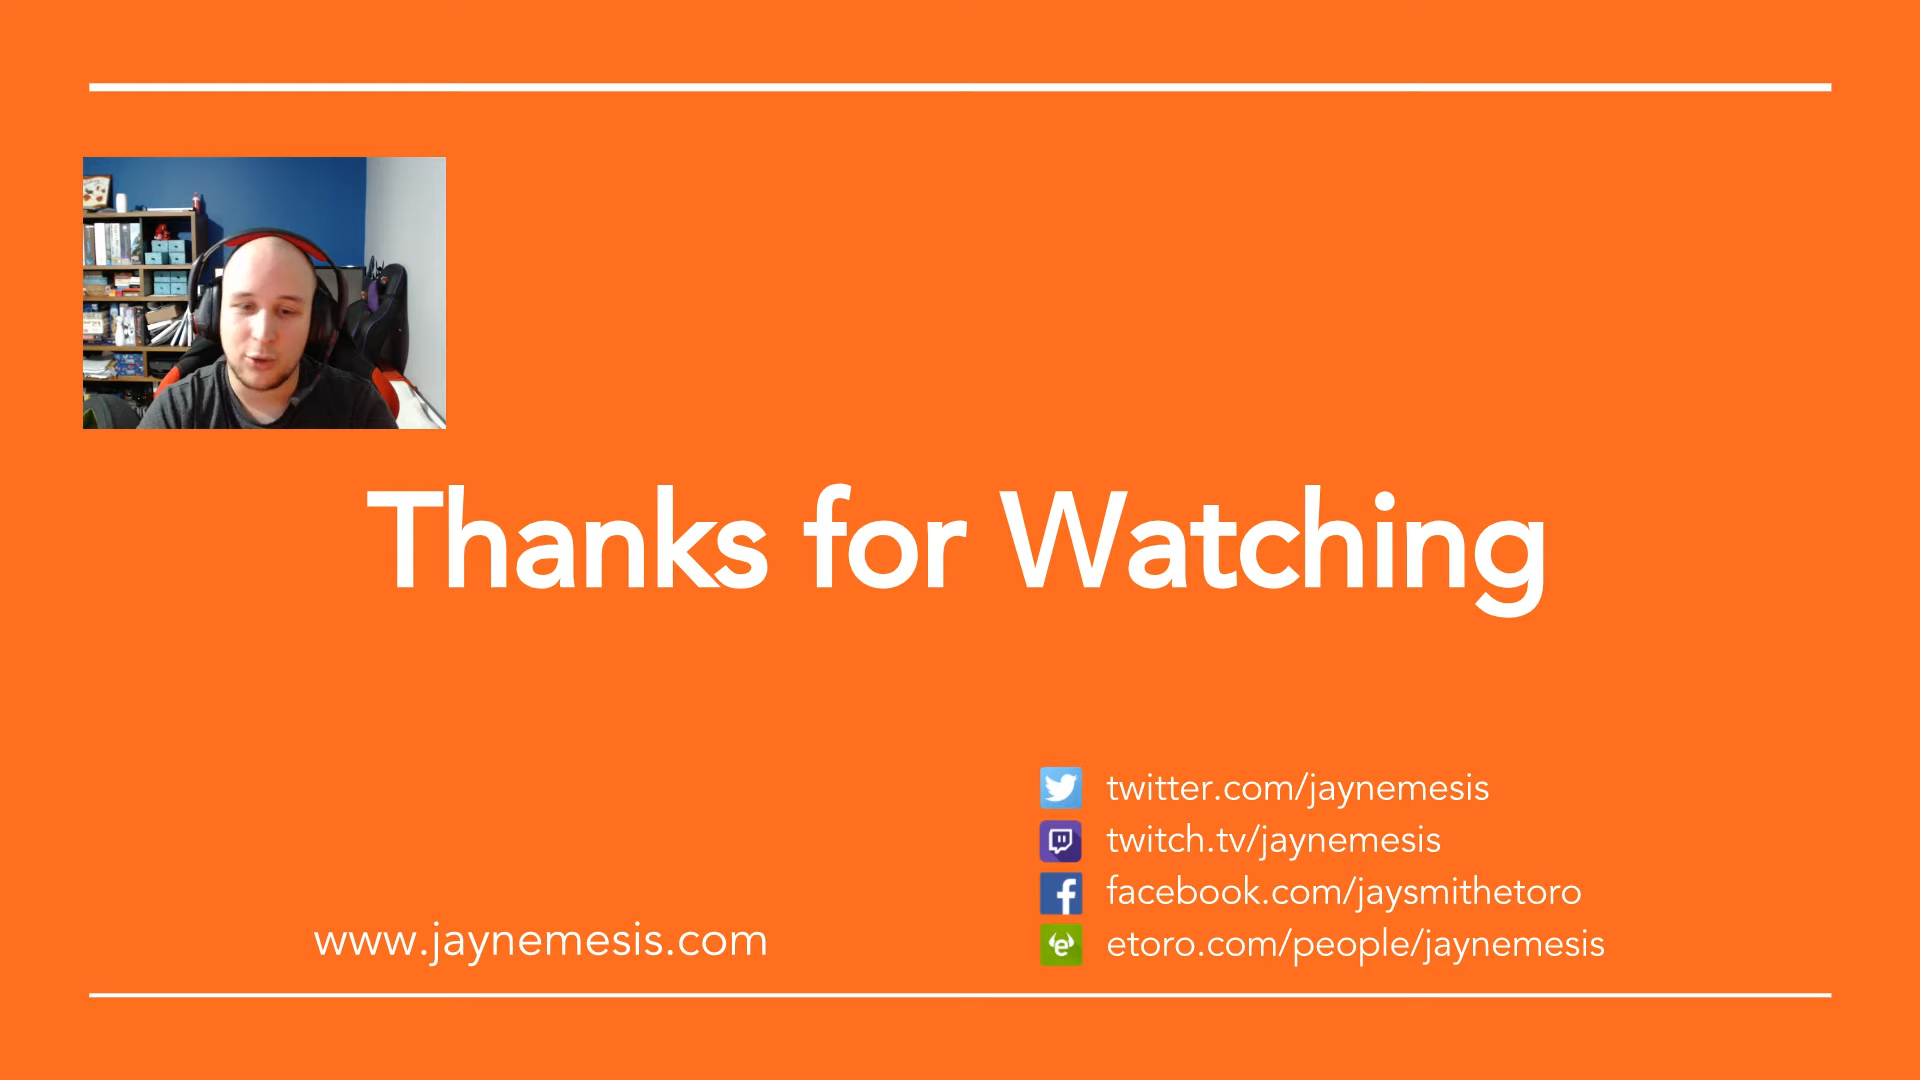 Thanks for Watching
www.jaynemesis.com
twitter.com/jaynemesis
twitch.tv/jaynemesis
facebook.com/jaysmithetoro
etoro.com/people/jaynemesis